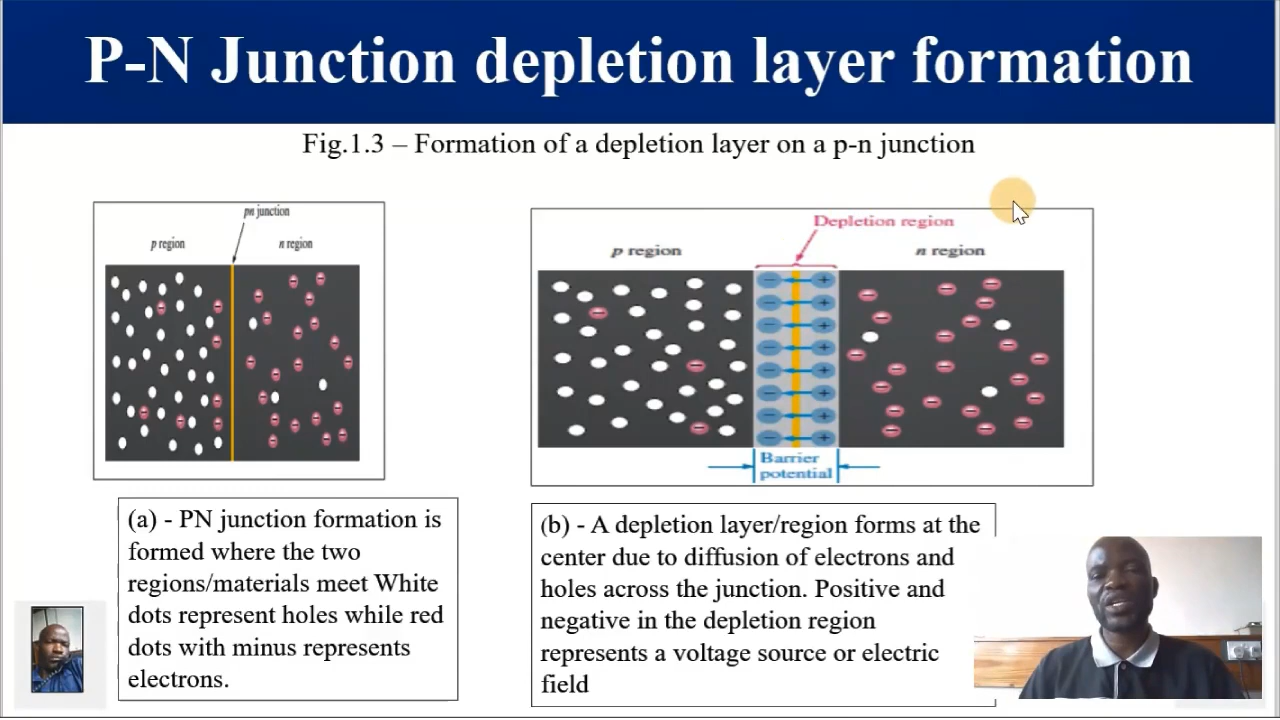 P-N Junction depletion layer formation
Fig.1.3 – Formation of a depletion layer on a p-n junction
pn junction
p region
n region
Depletion region
p region
n region
Barrier
potential
(a) - PN junction formation is
formed where the two
regions/materials meet White
dots represent holes while red
dots with minus represents
electrons.
(b) - A depletion layer/region forms at the
center due to diffusion of electrons and
holes across the junction. Positive and
negative in the depletion region
represents a voltage source or electric
field